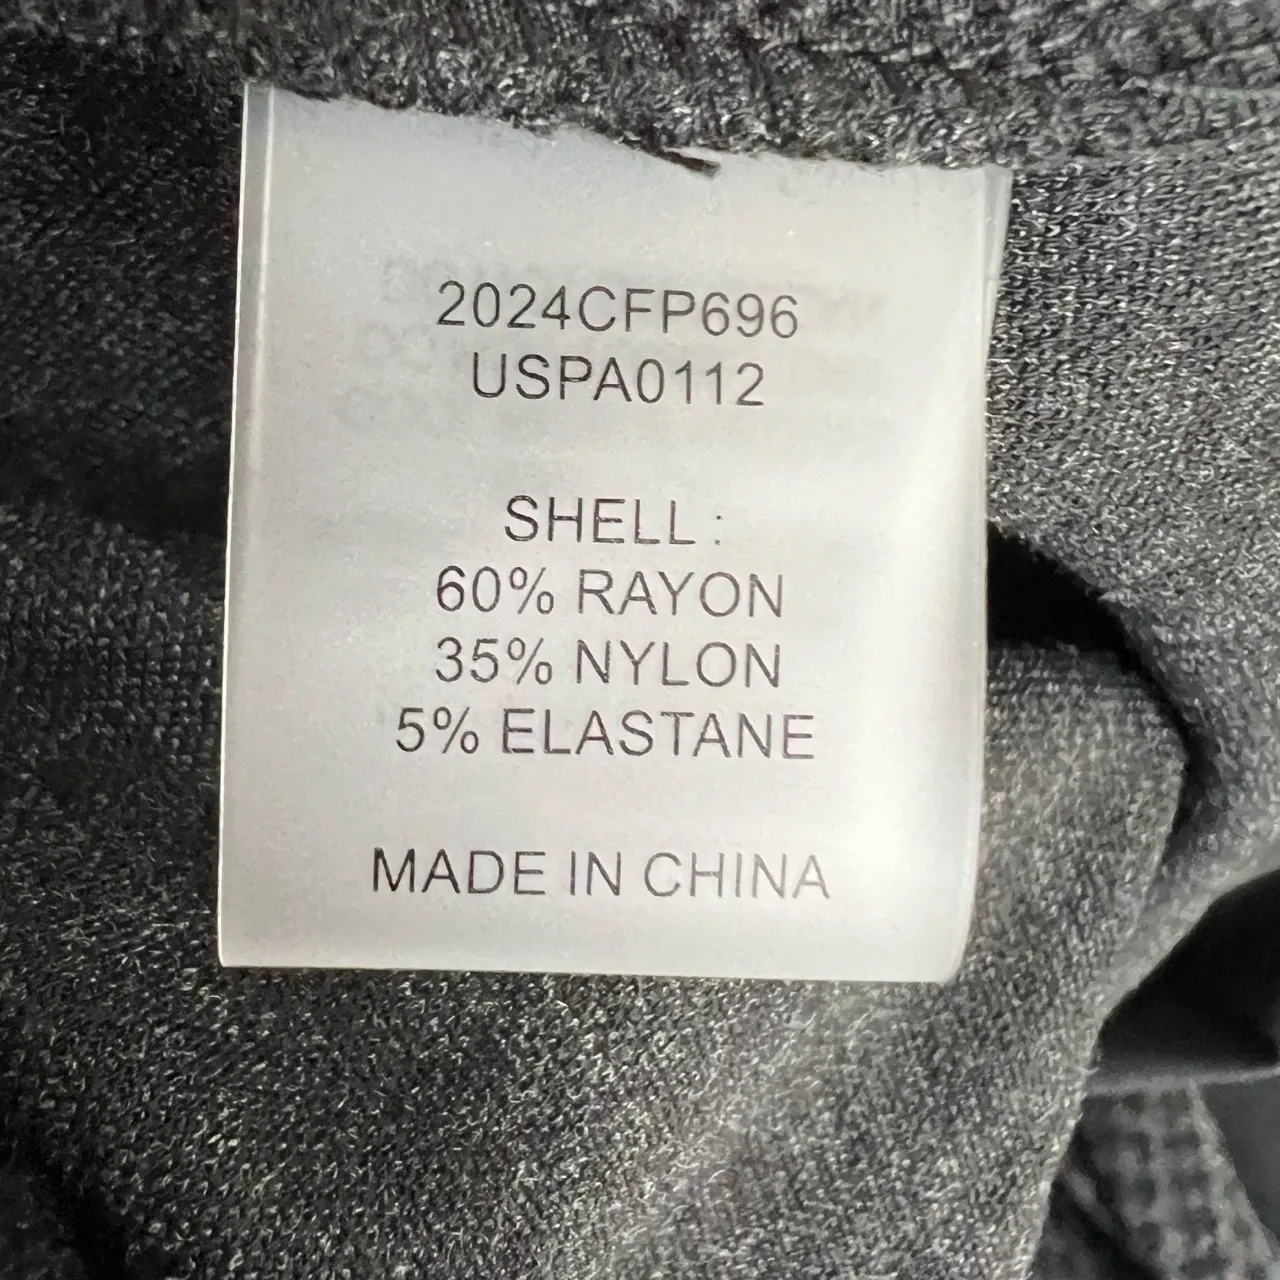 2024CFP696
USPA0112
SHELL :
60% RAYON
35% NYLON
5% ELASTANE
MADE IN CHINA